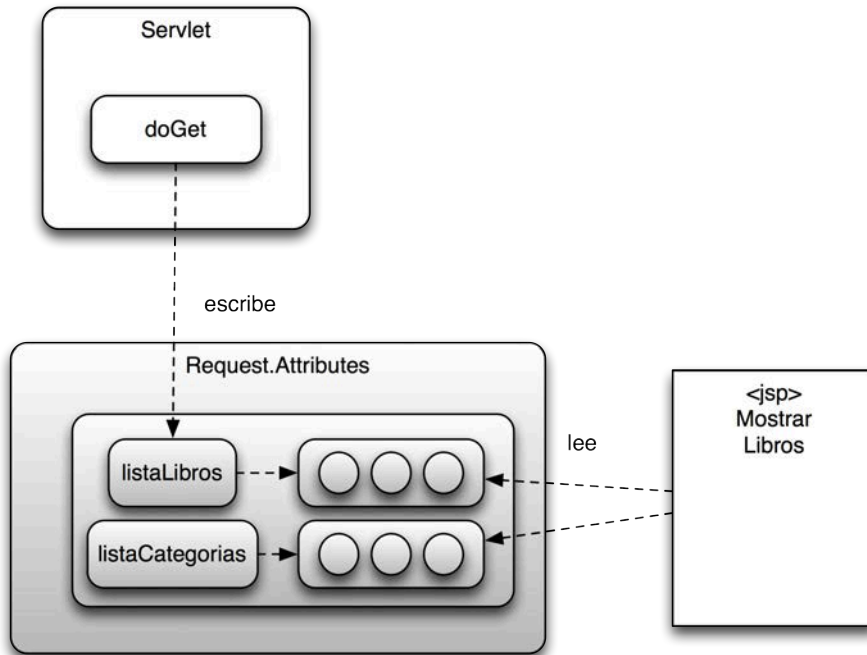 Servlet
doGet
escribe
Request.Attributes
listaLibros
listaCategorias
lee
<jsp>
Mostrar
Libros